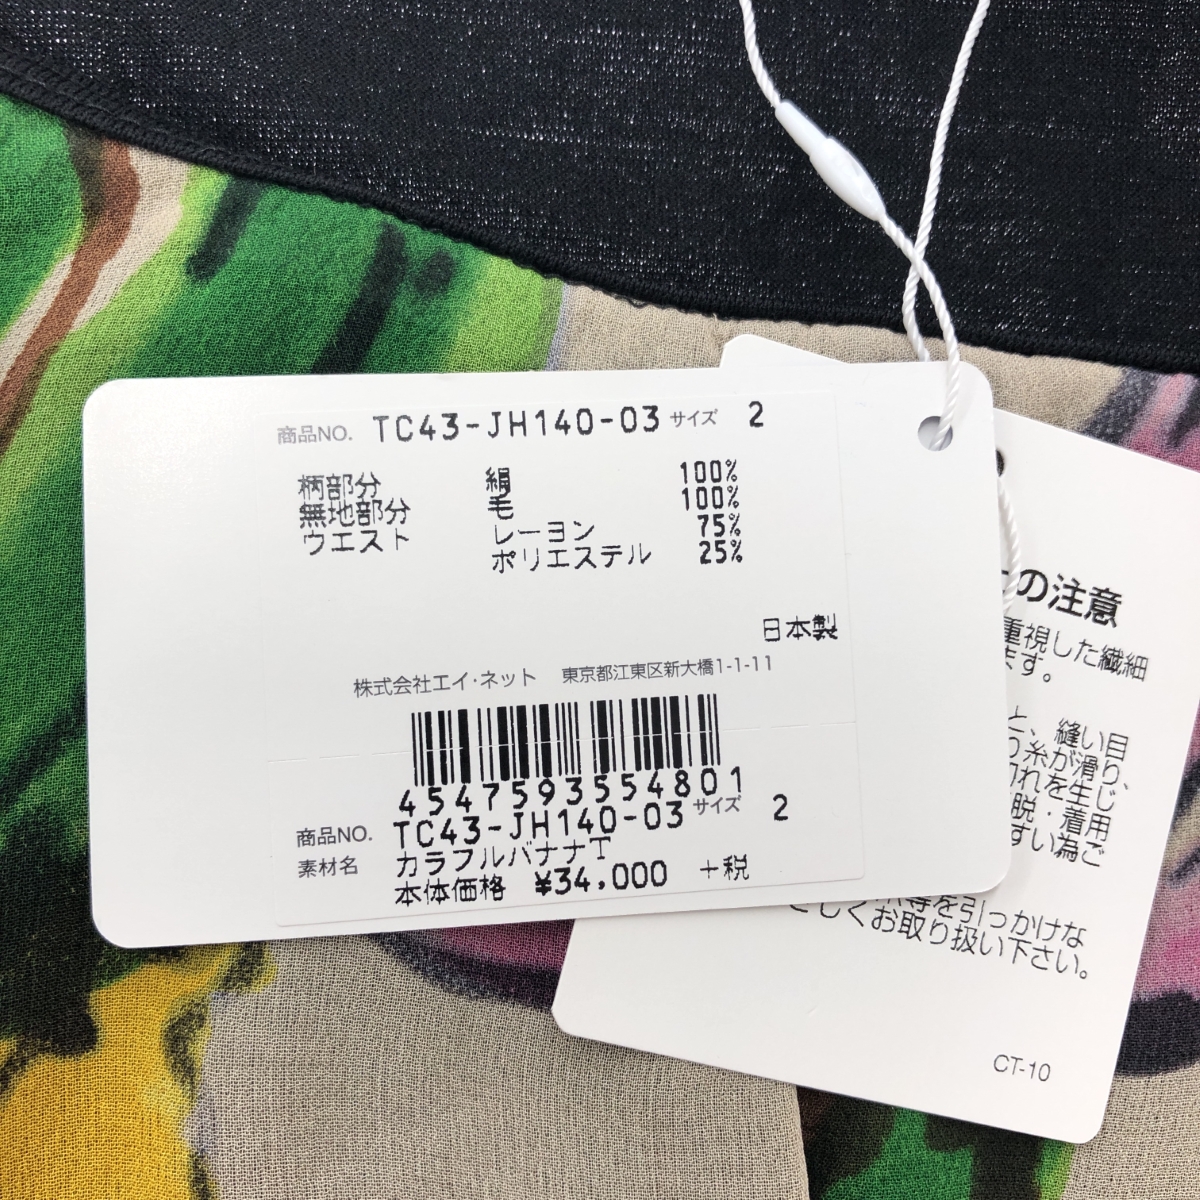 商品NO. TC43-JH140-03 サイズ 2
柄部分 絹 100%
無地部分 毛 100%
ウエスト レーヨン 75%
ポリエステル 25%
日本製
株式会社エイ・ネット 東京都江東区新大橋1-1-11
4547593554801
商品NO. TC43-JH140-03 サイズ 2
素材名 カラフルバナナT
本体価格 ¥34,000 +税
の注意
重視した繊細
ます。
と、縫い目
り糸が滑り、
切れを生じ
脱・着用
すい為ご
等を引っかけな
しくお取り扱い下さい。
CT-10